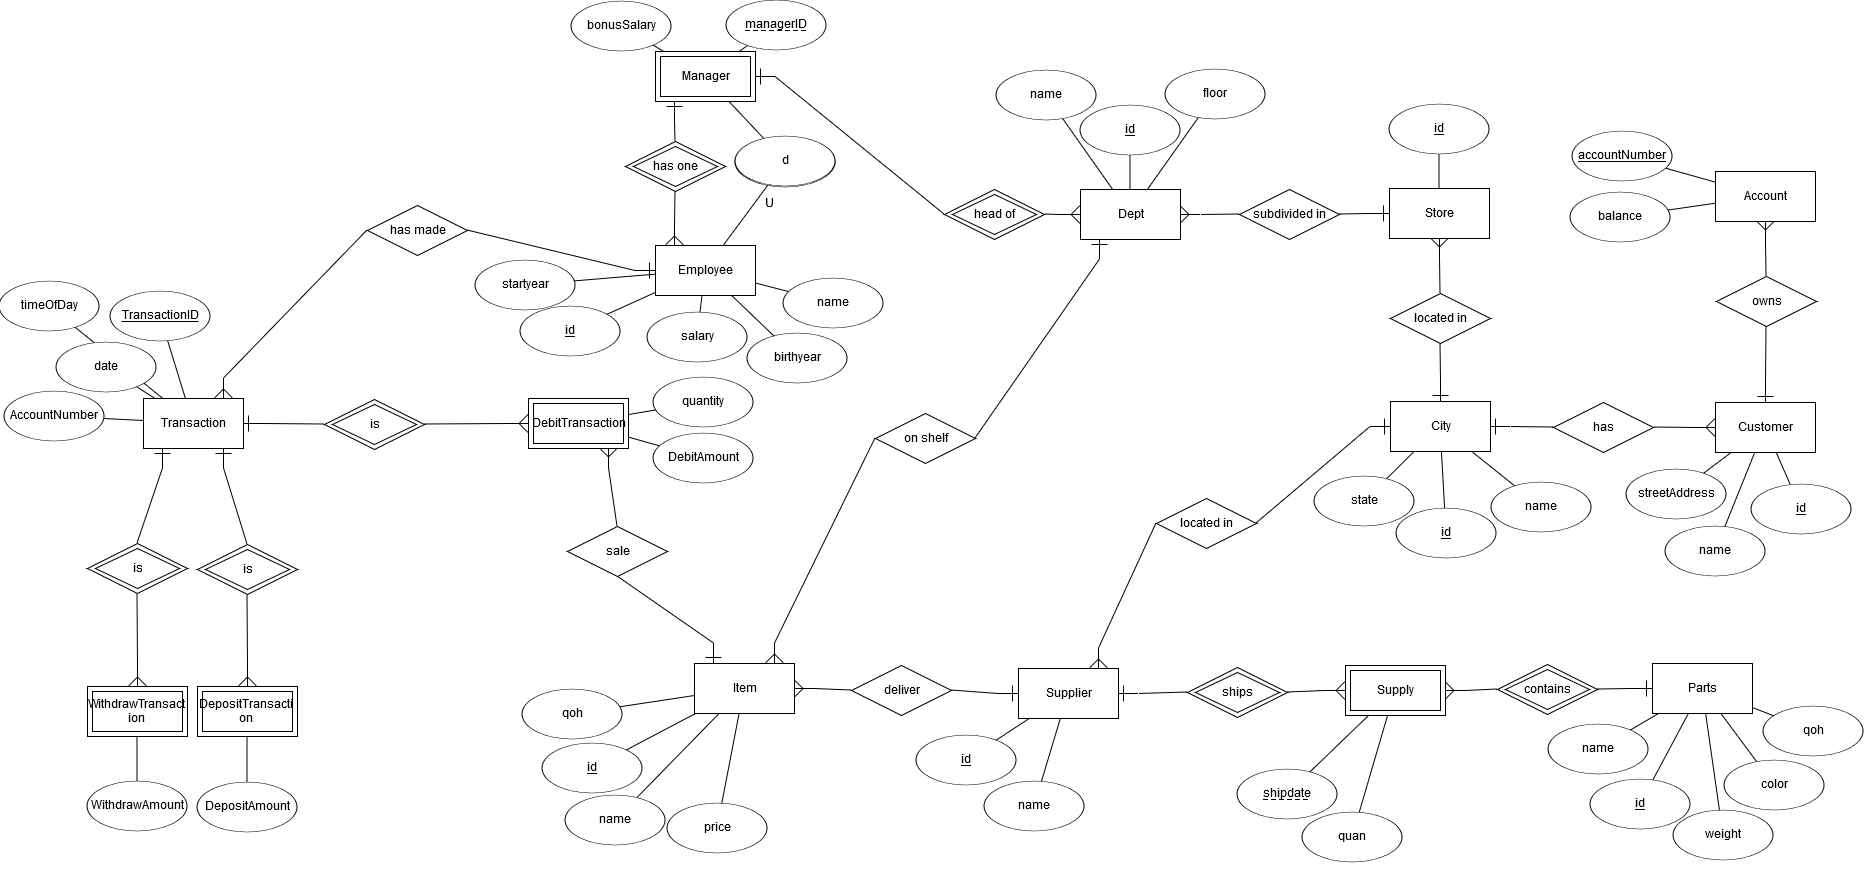 bonusSalary
managerID
Manager
has one
d
U
head of
name
id
floor
Dept
subdivided in
id
Store
accountNumber
balance
Account
owns
located in
has made
Employee
startyear
id
salary
birthyear
name
timeOfDay
TransactionID
date
AccountNumber
Transaction
is
DebitTransaction
quantity
DebitAmount
on shelf
City
has
Customer
state
id
name
streetAddress
name
id
located in
sale
is
is
WithdrawTransact
ion
DepositTransacti
on
WithdrawAmount
DepositAmount
Item
deliver
Supplier
ships
Supply
contains
Parts
qoh
id
name
price
id
name
shipdate
quan
name
id
weight
color
qoh